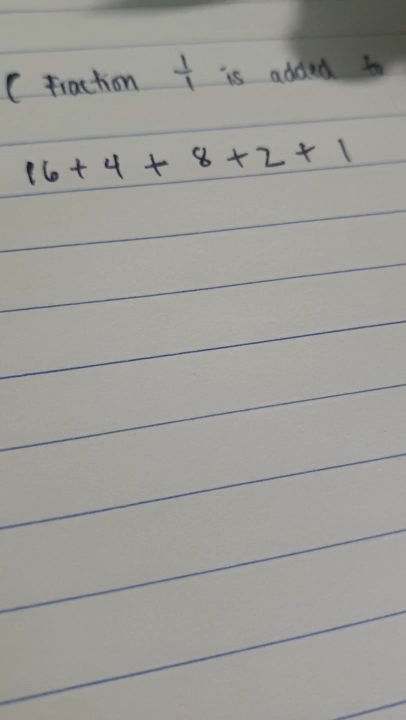 ( Fraction 1/1 is added to
16 + 4 + 8 + 2 + 1